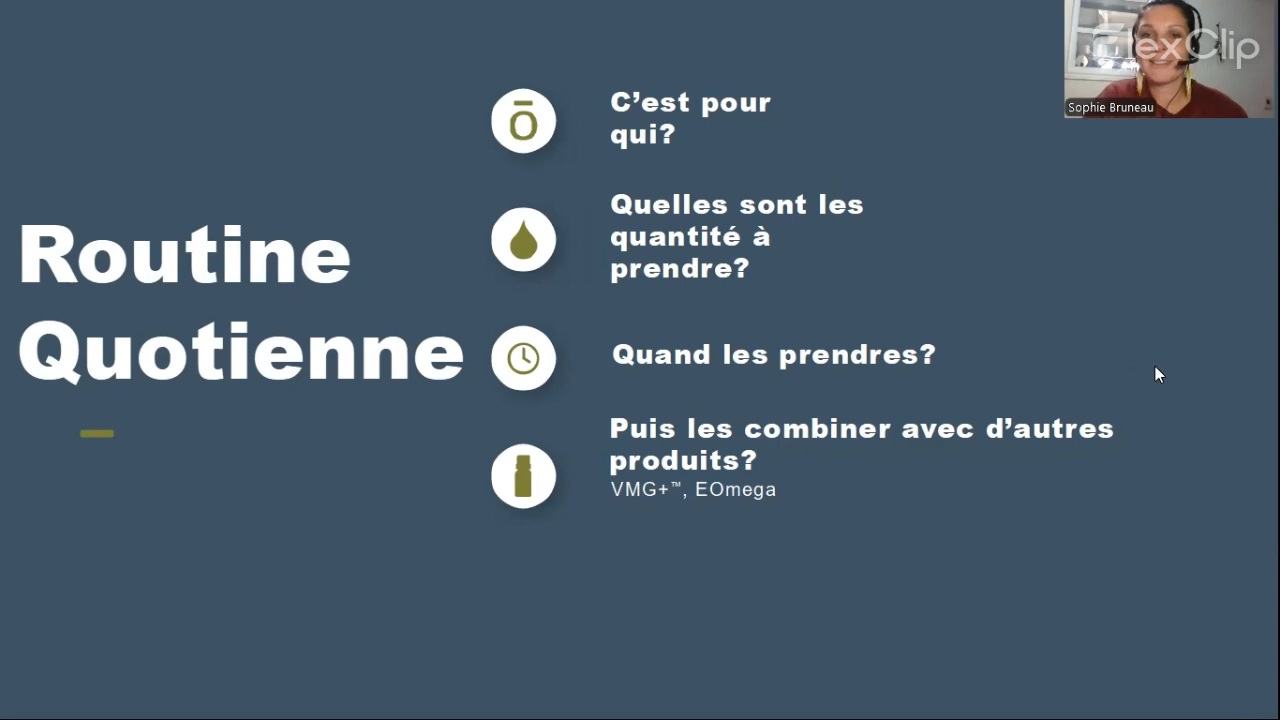 FlexClip
Sophie Bruneau
ō
C’est pour
qui?
Quelles sont les
quantité à
prendre?
Routine
Quotienne
Quand les prendres?
Puis les combiner avec d’autres
produits?
VMG+™, EOmega